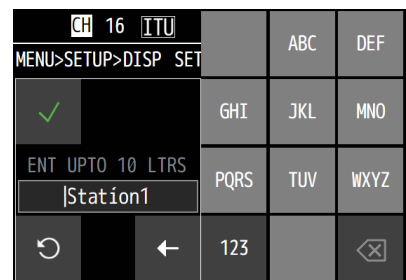 CH 16 ITU
MENU>SETUP>DISP SET
ENT UPTO 10 LTRS
Station1
ABC DEF
GHI JKL MNO
PQRS TUV WXYZ
123